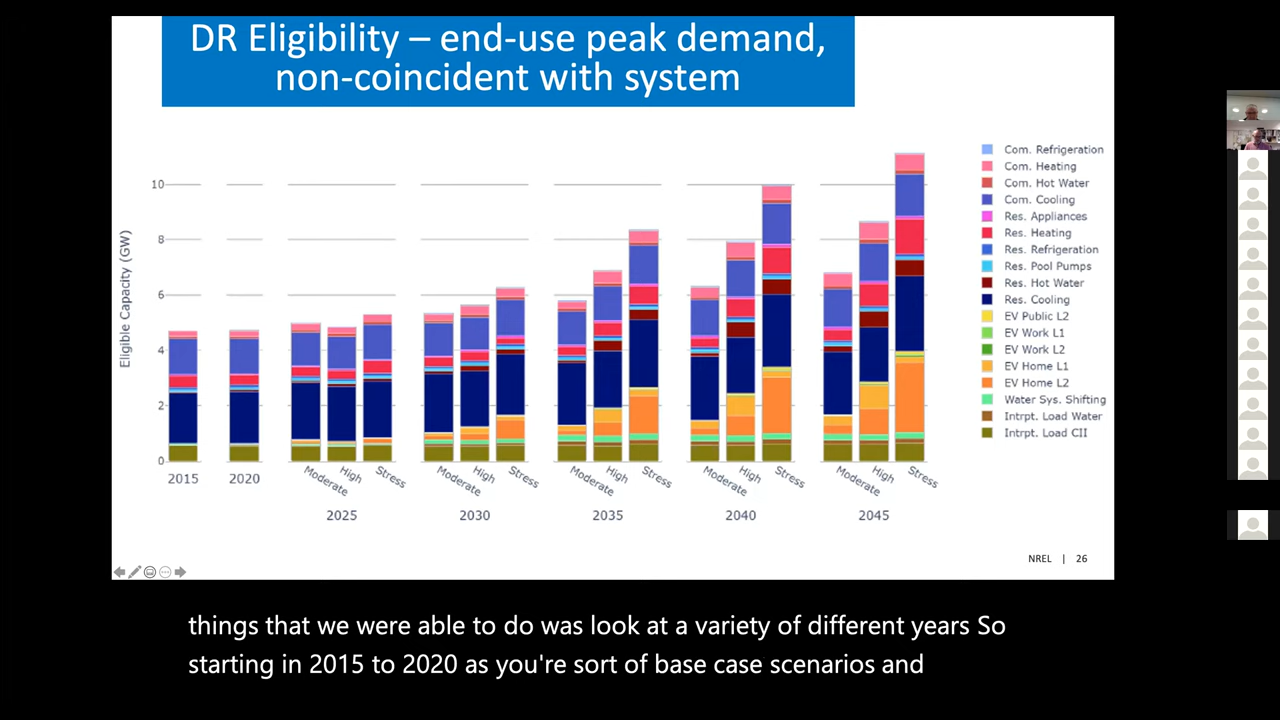 DR Eligibility – end-use peak demand,
non-coincident with system
Eligible Capacity (GW)
10
8
6
4
2
0
2015
2020
Moderate
High
Stress
2025
Moderate
High
Stress
2030
Moderate
High
Stress
2035
Moderate
High
Stress
2040
Moderate
High
Stress
2045
Com. Refrigeration
Com. Heating
Com. Hot Water
Com. Cooling
Res. Appliances
Res. Heating
Res. Refrigeration
Res. Pool Pumps
Res. Hot Water
Res. Cooling
EV Public L2
EV Work L1
EV Work L2
EV Home L1
EV Home L2
Water Sys. Shifting
Intrpt. Load Water
Intrpt. Load CII
NREL | 26
things that we were able to do was look at a variety of different years So
starting in 2015 to 2020 as you're sort of base case scenarios and